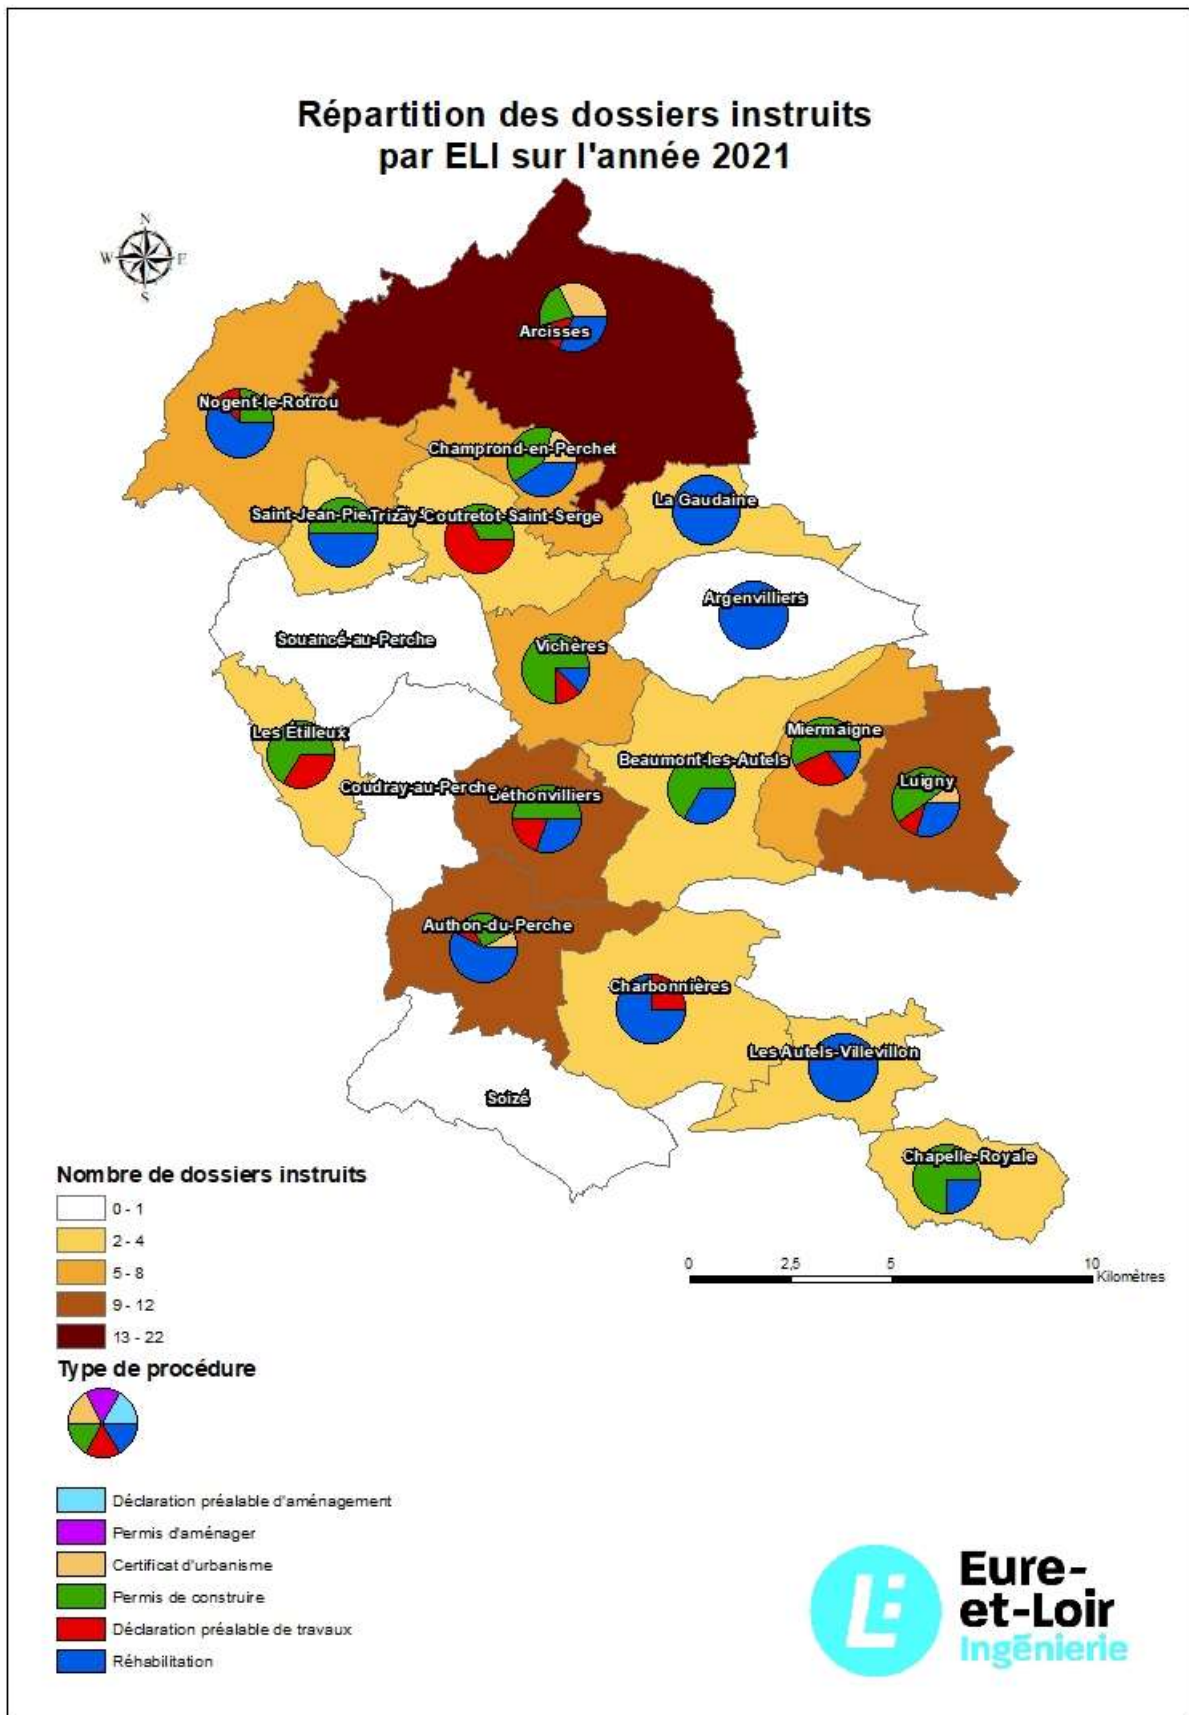 Répartition des dossiers instruits
par ELI sur l'année 2021
N
W E
S
Arcisses
Nogent-le-Rotrou
Champrond-en-Perchet
La Gaudaine
Saint-Jean-Pie
Trizay-Coutretot-Saint-Serge
Argenvilliers
Souancé-au-Perche
Vichères
Les Étilleux
Miermaigne
Beaumont-les-Autels
Luigny
Coudray-au-Perche
Béthonvilliers
Authon-du-Perche
Charbonnières
Les Autels-Villevillon
Soizé
Chapelle-Royale
Nombre de dossiers instruits
0 - 1
2 - 4
5 - 8
9 - 12
13 - 22
0 2,5 5 10
Kilomètres
Type de procédure
Déclaration préalable d'aménagement
Permis d'aménager
Certificat d'urbanisme
Permis de construire
Déclaration préalable de travaux
Réhabilitation
Eure-
et-Loir
Ingénierie